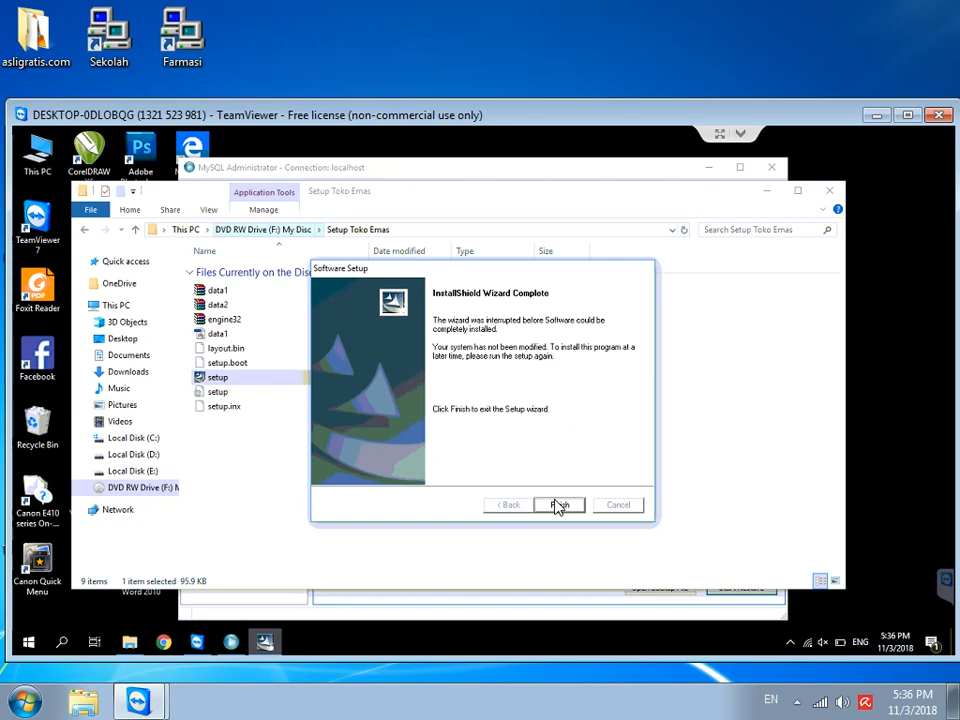 asligratis.com
Sekolah
Farmasi
DESKTOP-0DLOBQG (1321 523 981) - TeamViewer - Free license (non-commercial use only)
This PC
CorelDRAW
Adobe
MySQL Administrator - Connection: localhost
Application Tools
Setup Toko Emas
File
Home
Share
View
Manage
This PC > DVD RW Drive (F:) My Disc > Setup Toko Emas
Search Setup Toko Emas
Name
Date modified
Type
Size
Files Currently on the Disc
data1
data2
engine32
data1
layout.bin
setup.boot
setup
setup
setup.inx
Quick access
OneDrive
This PC
3D Objects
Desktop
Documents
Downloads
Music
Pictures
Videos
Local Disk (C:)
Local Disk (D:)
Local Disk (E:)
DVD RW Drive (F:) M
Network
TeamViewer
7
Foxit Reader
Facebook
Recycle Bin
Canon E410
series On-...
Canon Quick
Menu
Software Setup
InstallShield Wizard Complete
The wizard was interrupted before Software could be
completely installed.
Your system has not been modified. To install this program at a
later time, please run the setup again.
Click Finish to exit the Setup wizard.
< Back
Finish
Cancel
9 items
1 item selected 95.9 KB
Word 2010
ENG
5:36 PM
11/3/2018
EN
5:36 PM
11/3/2018